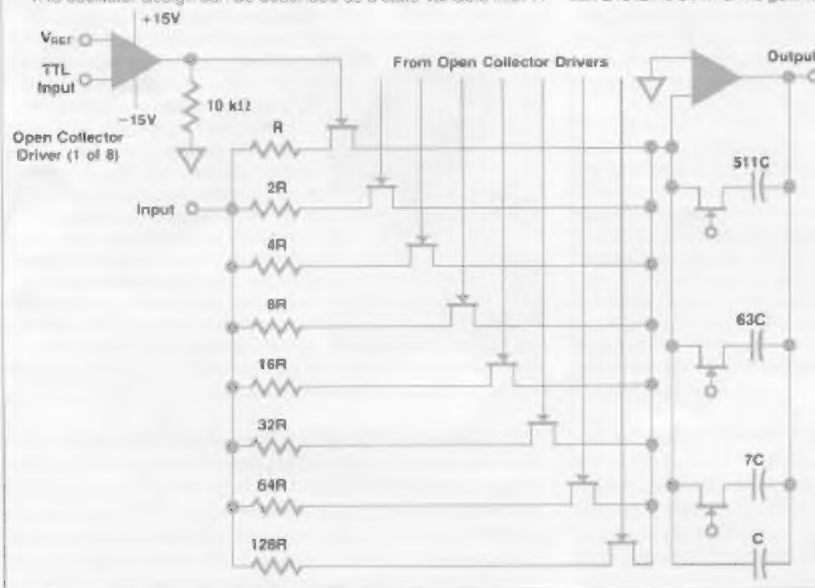 +15V
VREF
TTL
Input
−15V
10 kΩ
Open Collector
Driver (1 of 8)
From Open Collector Drivers
Output
Input
R
2R
4R
8R
16R
32R
64R
128R
511C
63C
7C
C